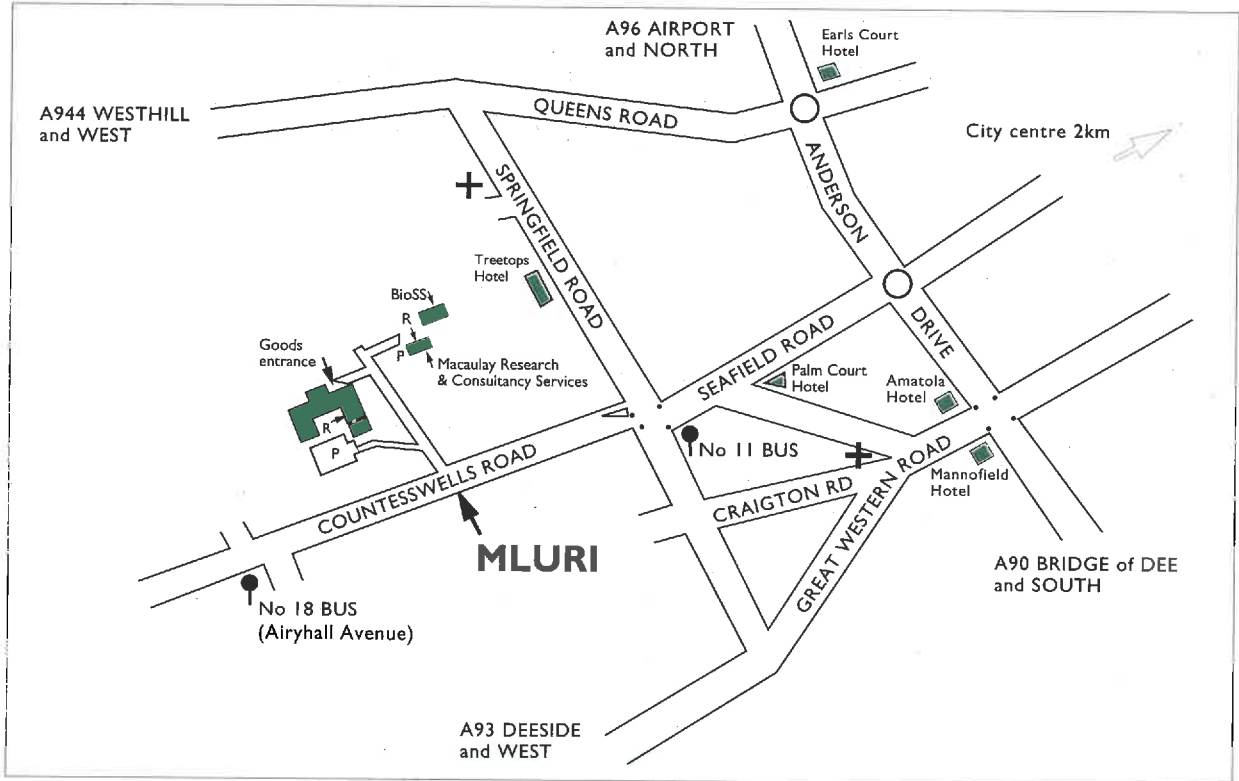 A96 AIRPORT
and NORTH
Earls Court
Hotel
A944 WESTHILL
and WEST
QUEENS ROAD
City centre 2km
ANDERSON
DRIVE
SPRINGFIELD ROAD
Treetops
Hotel
BioSS
R
P
Macaulay Research
& Consultancy Services
Goods
entrance
R
P
SEAFIELD ROAD
Palm Court
Hotel
Amatola
Hotel
No 11 BUS
CRAIGTON RD
GREAT WESTERN ROAD
Mannofield
Hotel
COUNTESSWELLS ROAD
MLURI
A90 BRIDGE of DEE
and SOUTH
No 18 BUS
(Airyhall Avenue)
A93 DEESIDE
and WEST